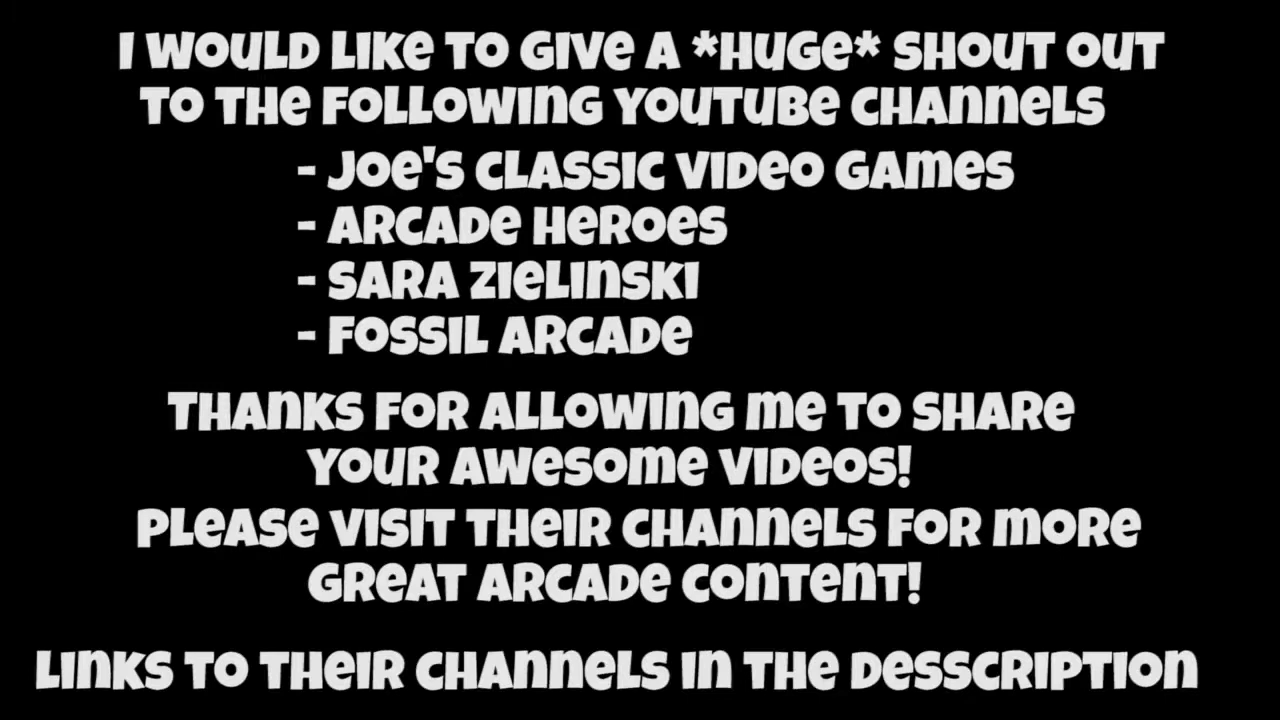 I WOULD LIKE TO GIVE A *HUGE* SHOUT OUT
TO THE FOLLOWING YOUTUBE CHANNELS
- JOE'S CLASSIC VIDEO GAMES
- ARCADE HEROES
- SARA ZIELINSKI
- FOSSIL ARCADE
THANKS FOR ALLOWING ME TO SHARE
YOUR AWESOME VIDEOS!
PLEASE VISIT THEIR CHANNELS FOR MORE
GREAT ARCADE CONTENT!
LINKS TO THEIR CHANNELS IN THE DESSCRIPTION